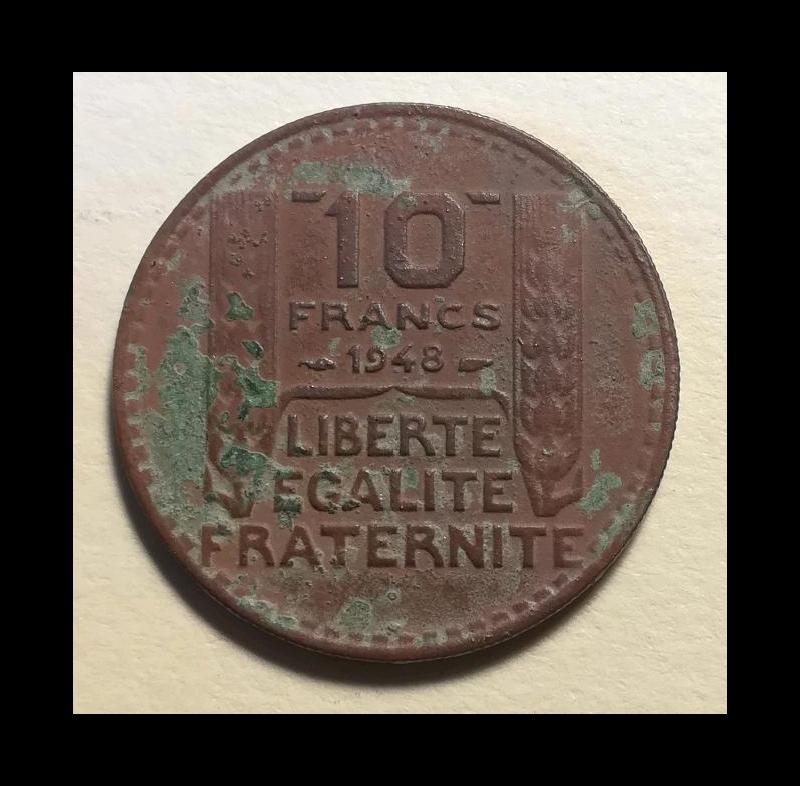 10
FRANCS
1948
LIBERTE
EGALITE
FRATERNITE